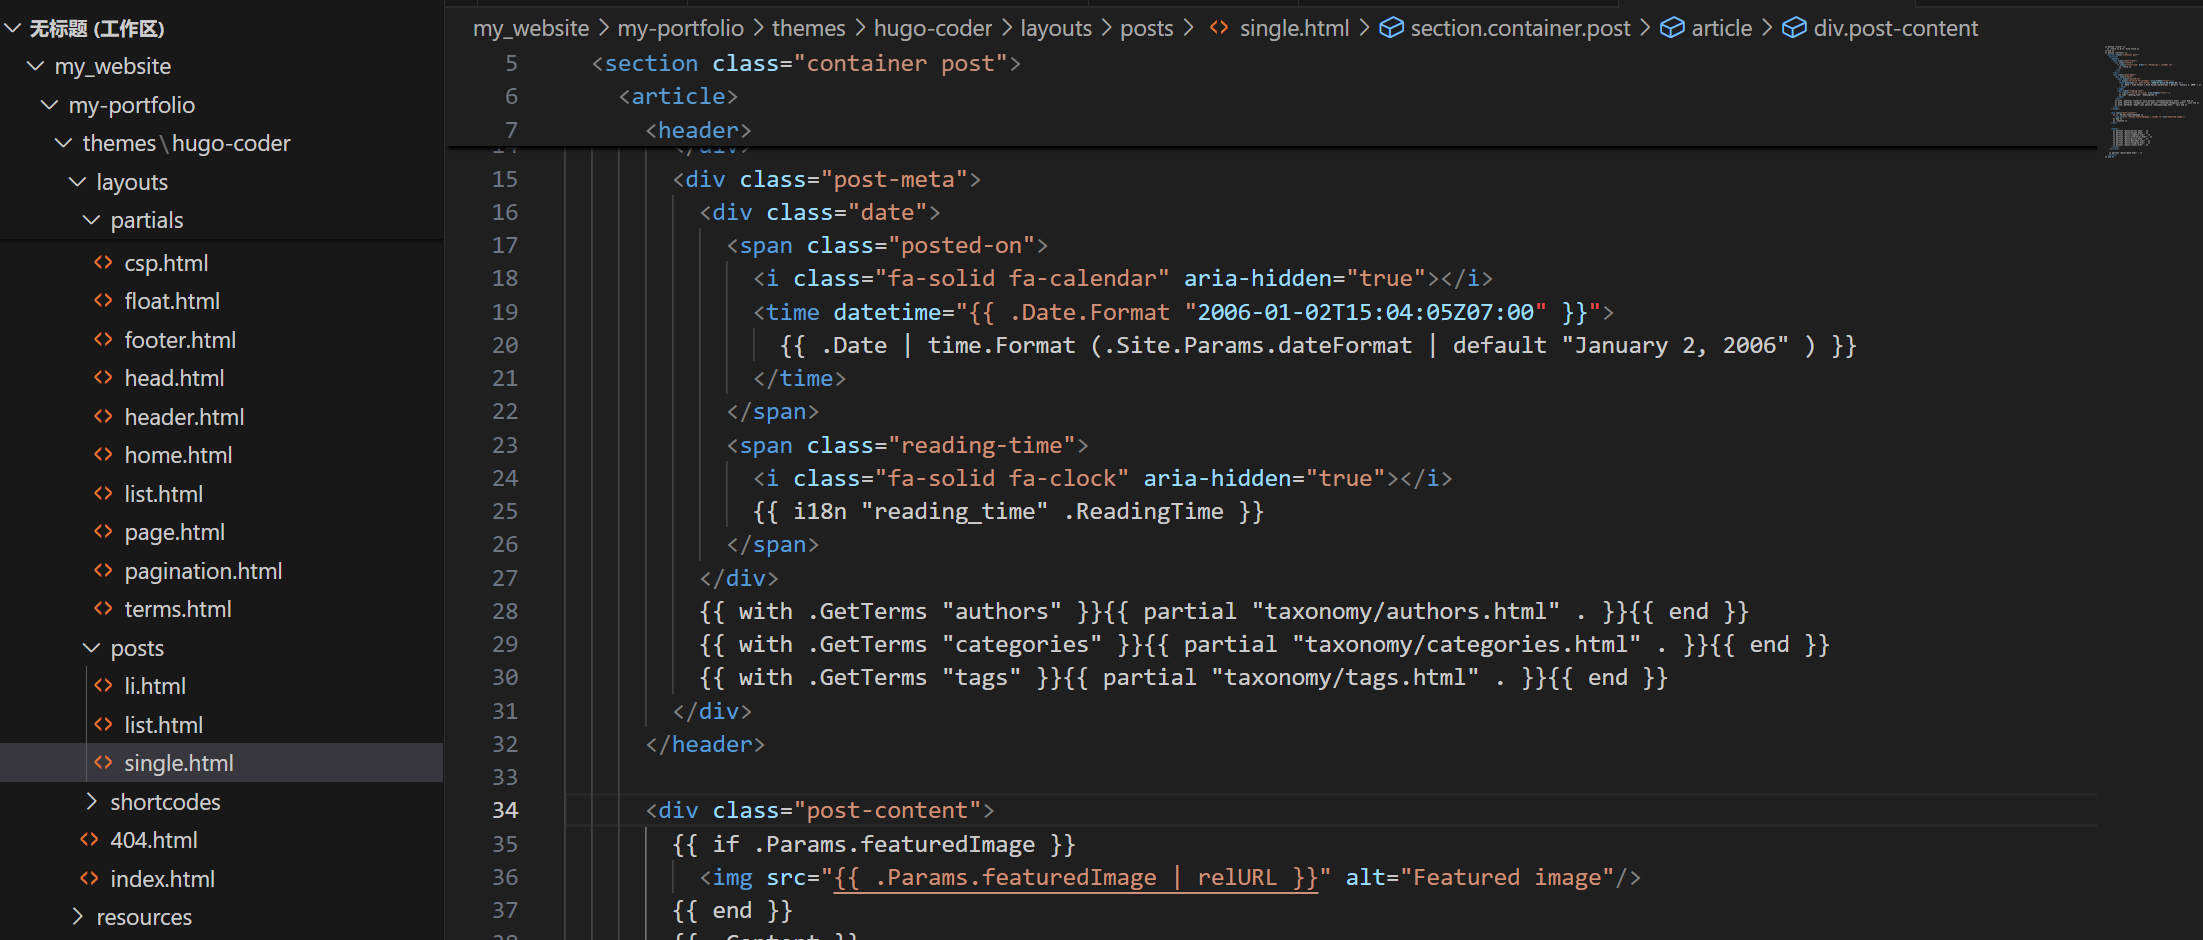 无标题 (工作区)
my_website
my-portfolio
themes\hugo-coder
layouts
partials
csp.html
float.html
footer.html
head.html
header.html
home.html
list.html
page.html
pagination.html
terms.html
posts
li.html
list.html
single.html
shortcodes
404.html
index.html
resources
my_website > my-portfolio > themes > hugo-coder > layouts > posts > <> single.html > section.container.post > article > div.post-content
5 <section class="container post">
6 <article>
7 <header>
14 </div>
15 <div class="post-meta">
16 <div class="date">
17 <span class="posted-on">
18 <i class="fa-solid fa-calendar" aria-hidden="true"></i>
19 <time datetime="{{ .Date.Format "2006-01-02T15:04:05Z07:00" }}">
20 {{ .Date | time.Format (.Site.Params.dateFormat | default "January 2, 2006" ) }}
21 </time>
22 </span>
23 <span class="reading-time">
24 <i class="fa-solid fa-clock" aria-hidden="true"></i>
25 {{ i18n "reading_time" .ReadingTime }}
26 </span>
27 </div>
28 {{ with .GetTerms "authors" }}{{ partial "taxonomy/authors.html" . }}{{ end }}
29 {{ with .GetTerms "categories" }}{{ partial "taxonomy/categories.html" . }}{{ end }}
30 {{ with .GetTerms "tags" }}{{ partial "taxonomy/tags.html" . }}{{ end }}
31 </div>
32 </header>
33
34 <div class="post-content">
35 {{ if .Params.featuredImage }}
36 <img src="{{ .Params.featuredImage | relURL }}" alt="Featured image"/>
37 {{ end }}
38 {{ .Content }}